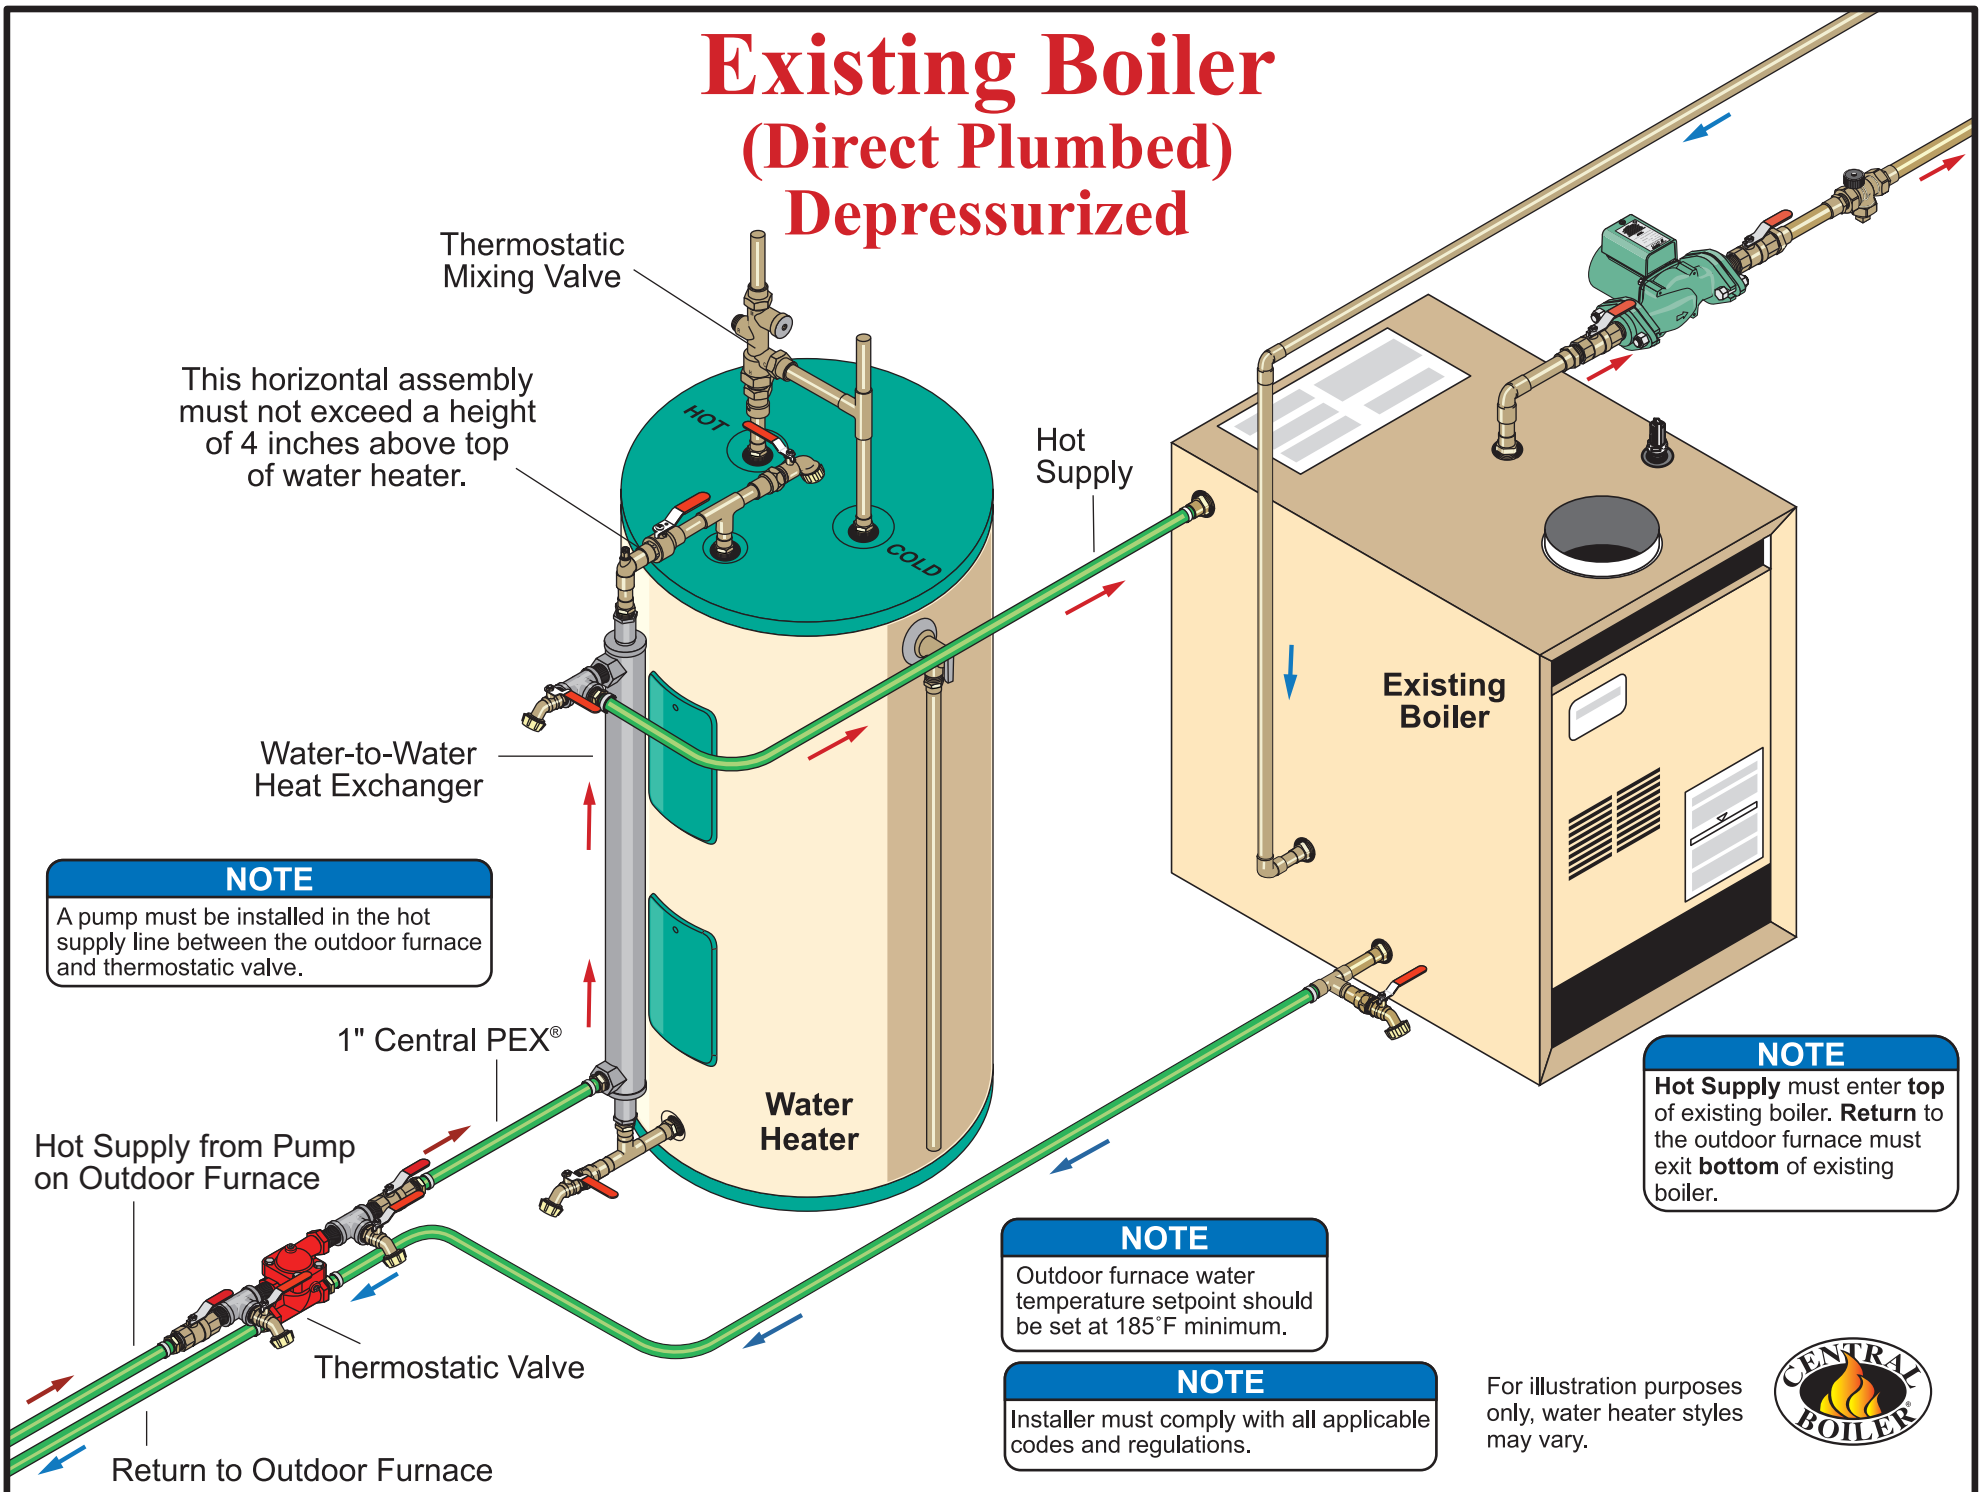 Existing Boiler
(Direct Plumbed)
Depressurized
Thermostatic
Mixing Valve
This horizontal assembly
must not exceed a height
of 4 inches above top
of water heater.
HOT
COLD
Hot
Supply
Existing
Boiler
Water-to-Water
Heat Exchanger
NOTE
A pump must be installed in the hot
supply line between the outdoor furnace
and thermostatic valve.
1" Central PEX®
Water
Heater
Hot Supply from Pump
on Outdoor Furnace
Thermostatic Valve
Return to Outdoor Furnace
NOTE
Hot Supply must enter top
of existing boiler. Return to
the outdoor furnace must
exit bottom of existing
boiler.
NOTE
Outdoor furnace water
temperature setpoint should
be set at 185°F minimum.
NOTE
Installer must comply with all applicable
codes and regulations.
For illustration purposes
only, water heater styles
may vary.
CENTRAL
BOILER®